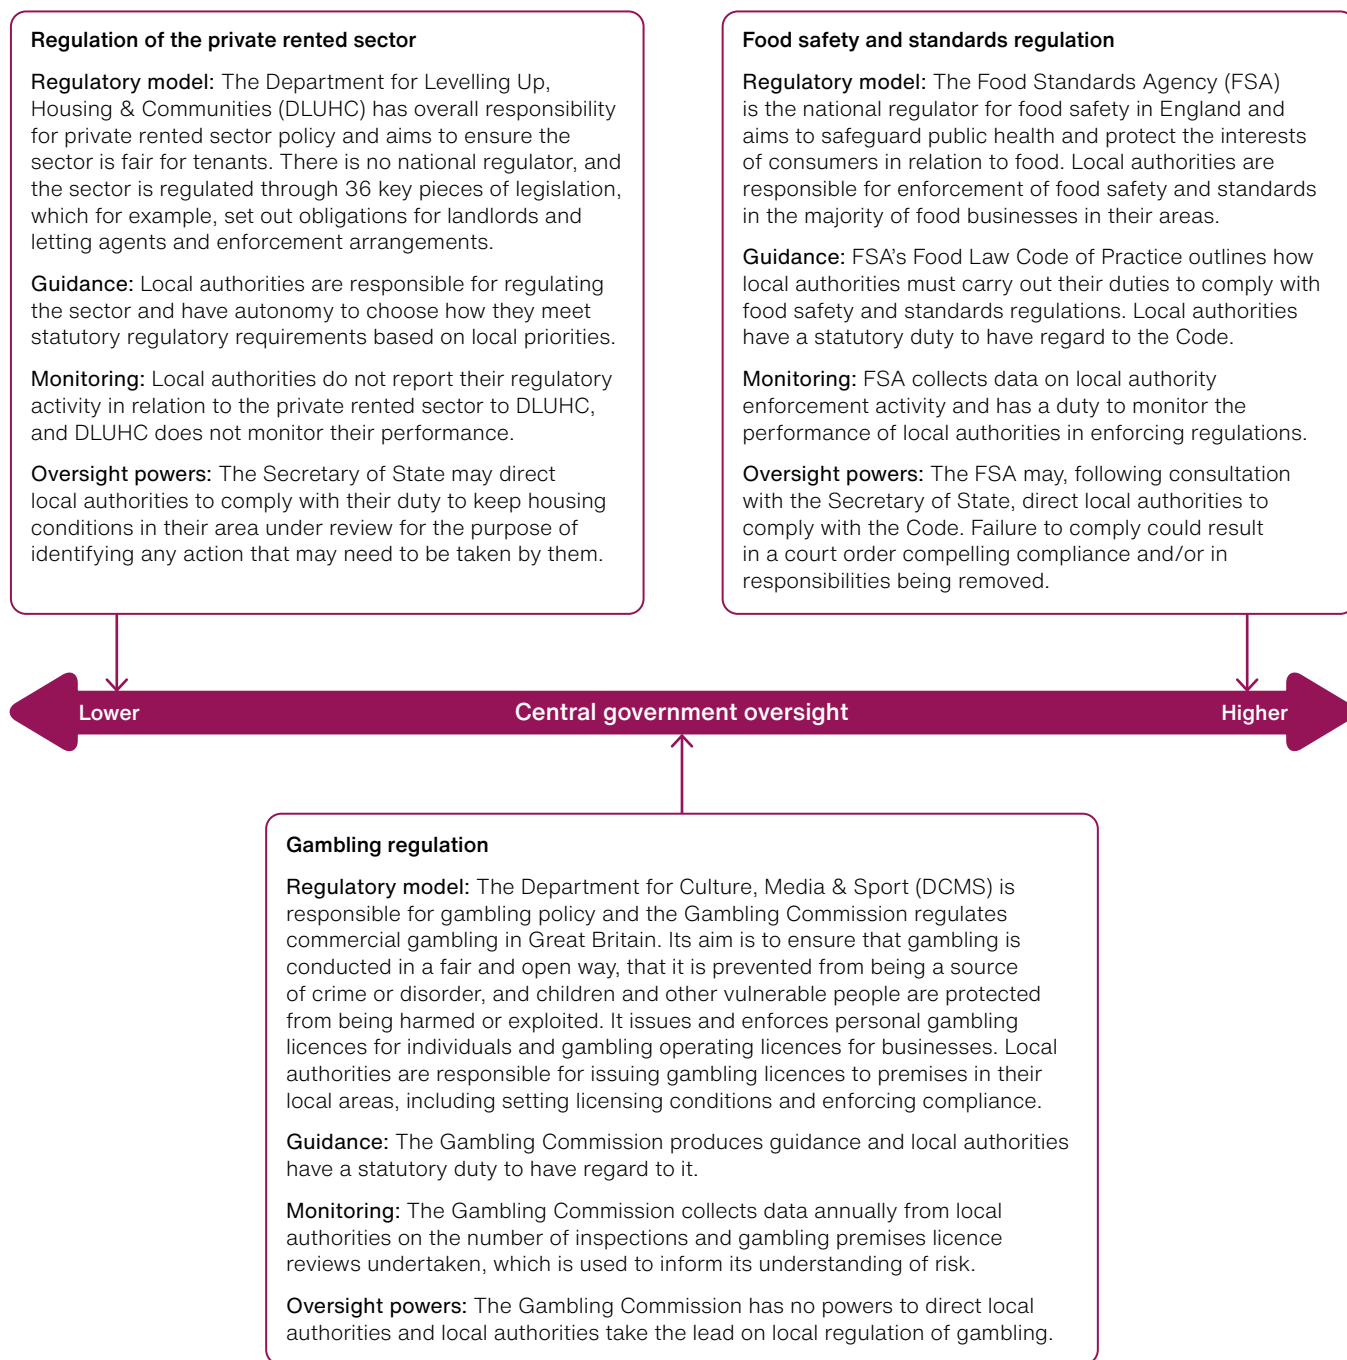 Regulation of the private rented sector
Regulatory model: The Department for Levelling Up,
Housing & Communities (DLUHC) has overall responsibility
for private rented sector policy and aims to ensure the
sector is fair for tenants. There is no national regulator, and
the sector is regulated through 36 key pieces of legislation,
which for example, set out obligations for landlords and
letting agents and enforcement arrangements.
Guidance: Local authorities are responsible for regulating
the sector and have autonomy to choose how they meet
statutory regulatory requirements based on local priorities.
Monitoring: Local authorities do not report their regulatory
activity in relation to the private rented sector to DLUHC,
and DLUHC does not monitor their performance.
Oversight powers: The Secretary of State may direct
local authorities to comply with their duty to keep housing
conditions in their area under review for the purpose of
identifying any action that may need to be taken by them.
Food safety and standards regulation
Regulatory model: The Food Standards Agency (FSA)
is the national regulator for food safety in England and
aims to safeguard public health and protect the interests
of consumers in relation to food. Local authorities are
responsible for enforcement of food safety and standards
in the majority of food businesses in their areas.
Guidance: FSA's Food Law Code of Practice outlines how
local authorities must carry out their duties to comply with
food safety and standards regulations. Local authorities
have a statutory duty to have regard to the Code.
Monitoring: FSA collects data on local authority
enforcement activity and has a duty to monitor the
performance of local authorities in enforcing regulations.
Oversight powers: The FSA may, following consultation
with the Secretary of State, direct local authorities to
comply with the Code. Failure to comply could result
in a court order compelling compliance and/or in
responsibilities being removed.
Lower
Central government oversight
Higher
Gambling regulation
Regulatory model: The Department for Culture, Media & Sport (DCMS) is
responsible for gambling policy and the Gambling Commission regulates
commercial gambling in Great Britain. Its aim is to ensure that gambling is
conducted in a fair and open way, that it is prevented from being a source
of crime or disorder, and children and other vulnerable people are protected
from being harmed or exploited. It issues and enforces personal gambling
licences for individuals and gambling operating licences for businesses. Local
authorities are responsible for issuing gambling licences to premises in their
local areas, including setting licensing conditions and enforcing compliance.
Guidance: The Gambling Commission produces guidance and local authorities
have a statutory duty to have regard to it.
Monitoring: The Gambling Commission collects data annually from local
authorities on the number of inspections and gambling premises licence
reviews undertaken, which is used to inform its understanding of risk.
Oversight powers: The Gambling Commission has no powers to direct local
authorities and local authorities take the lead on local regulation of gambling.